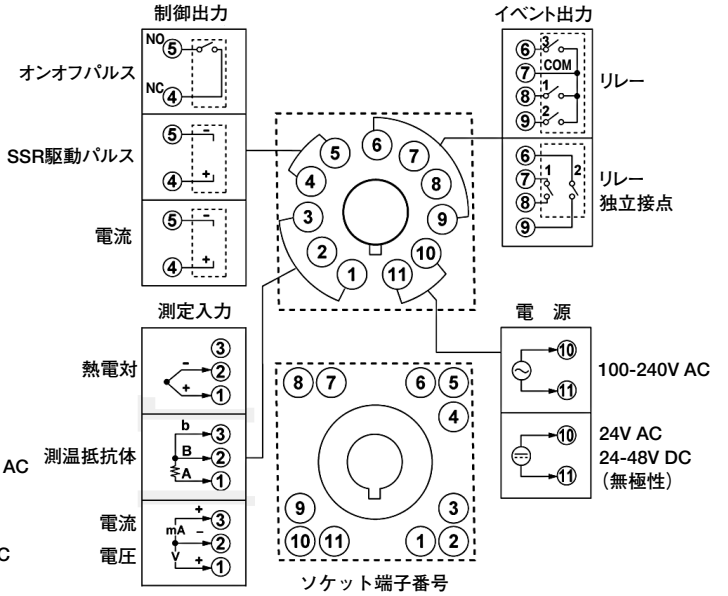 制御出力
NO
⑤
オンオフパルス
NC
④
⑤ -
SSR駆動パルス
④ +
⑤ -
電流
④ +
イベント出力
⑥ 3
⑦ COM
⑧ 1
⑨ 2
リレー
⑥
⑦ 1 2
⑧
⑨
リレー
独立接点
⑤ ⑥ ⑦
④ ⑧
③ ⑨
② ⑩
① ⑪
測定入力
熱電対
③
- ②
+ ①
測温抵抗体
b ③
B ②
A ①
電流
電圧
+ ③
mA - ②
V + ①
AC
C
電 源
⑩
⑪
100-240V AC
⑩
⑪
24V AC
24-48V DC
(無極性)
⑧ ⑦ ⑥ ⑤
④
⑨ ③
⑩ ⑪ ① ②
ソケット端子番号